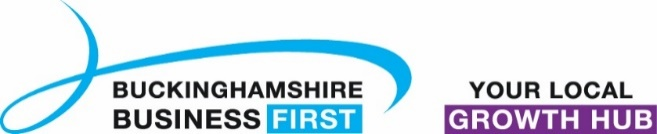 BUCKINGHAMSHIRE
BUSINESS FIRST
YOUR LOCAL
GROWTH HUB